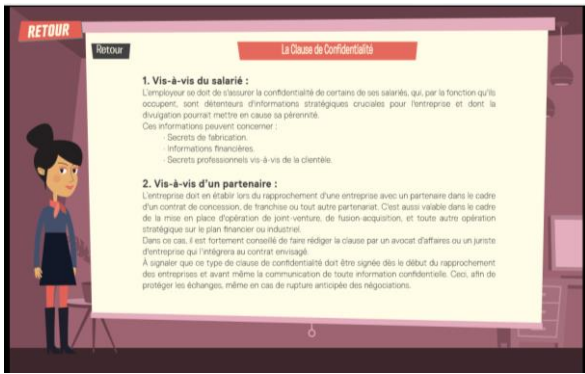 RETOUR
Retour
La Clause de Confidentialité
1. Vis-à-vis du salarié :
L'employeur se doit de s'assurer la confidentialité de certains de ses salariés, qui, par la fonction qu'ils
occupent, sont détenteurs d'informations stratégiques cruciales pour l'entreprise et dont la
divulgation pourrait mettre en cause sa pérennité.
Ces informations peuvent concerner :
- Secrets de fabrication.
- Informations financières.
- Secrets professionnels vis-à-vis de la clientèle.
2. Vis-à-vis d'un partenaire :
L'entreprise doit en établir lors du rapprochement d'une entreprise avec un partenaire dans le cadre
d'un contrat de concession, de franchise ou tout autre partenariat. C'est aussi valable dans le cadre
de la mise en place d'opération de joint-venture, de fusion-acquisition, et toute autre opération
stratégique sur le plan financier ou industriel.
Dans ce cas, il est fortement conseillé de faire rédiger la clause par un avocat d'affaires ou un juriste
d'entreprise qui l'intégrera au contrat envisagé.
À signaler que ce type de clause de confidentialité doit être signée dès le début du rapprochement
des entreprises et avant même la communication de toute information confidentielle. Ceci, afin de
protéger les échanges, même en cas de rupture anticipée des négociations.